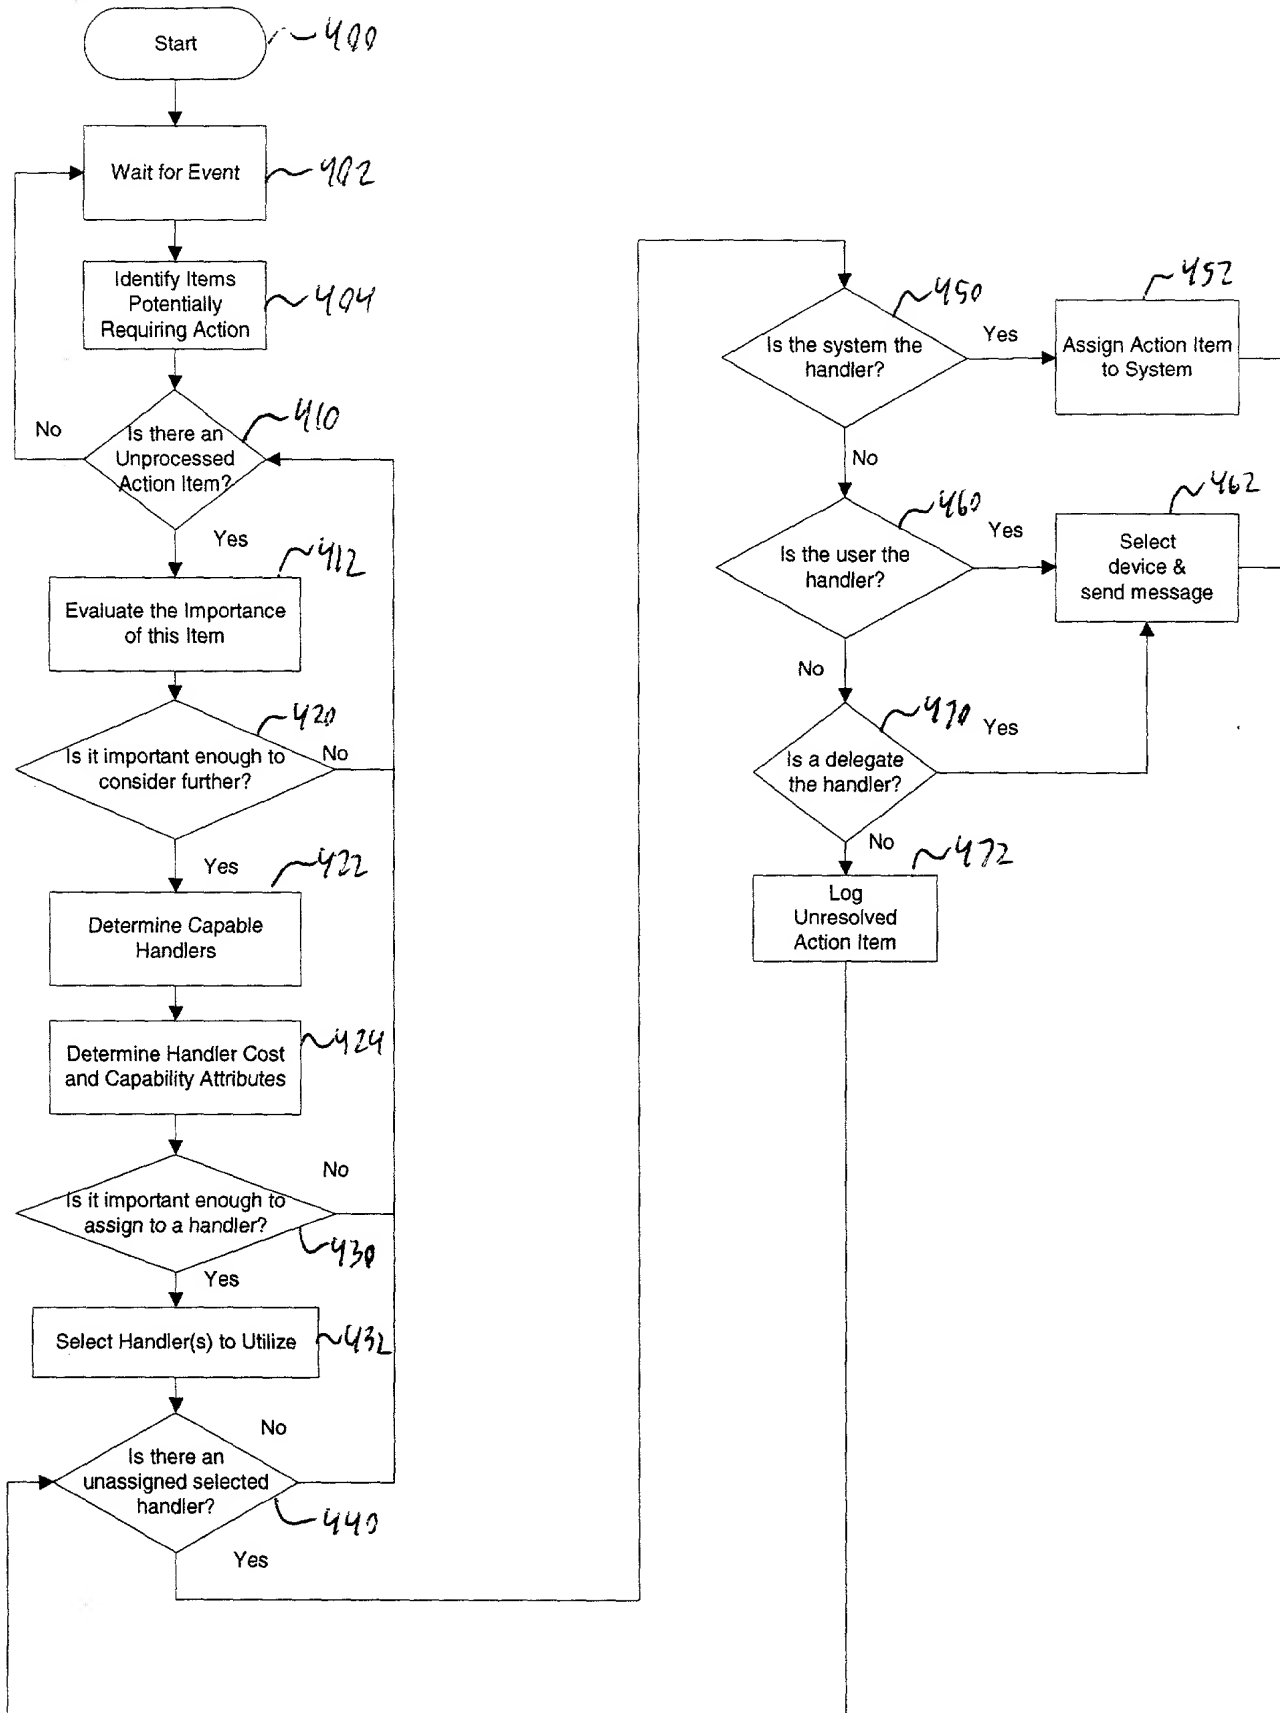 Start
400
Wait for Event
402
Identify Items
Potentially
Requiring Action
404
410
Is there an
Unprocessed
Action Item?
No
Yes
412
Evaluate the Importance
of this Item
420
Is it important enough to
consider further?
No
Yes
422
Determine Capable
Handlers
424
Determine Handler Cost
and Capability Attributes
No
Is it important enough to
assign to a handler?
430
Yes
Select Handler(s) to Utilize
432
No
Is there an
unassigned selected
handler?
440
Yes
450
Is the system the
handler?
Yes
452
Assign Action Item
to System
No
460
Is the user the
handler?
Yes
462
Select
device &
send message
No
470
Yes
Is a delegate
the handler?
No
472
Log
Unresolved
Action Item